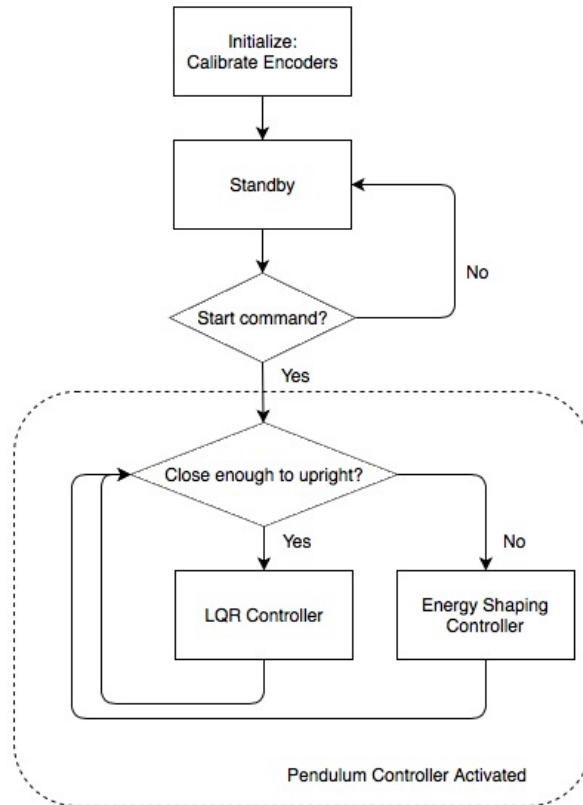 Initialize:
Calibrate Encoders
Standby
No
Start command?
Yes
Close enough to upright?
Yes
No
LQR Controller
Energy Shaping
Controller
Pendulum Controller Activated